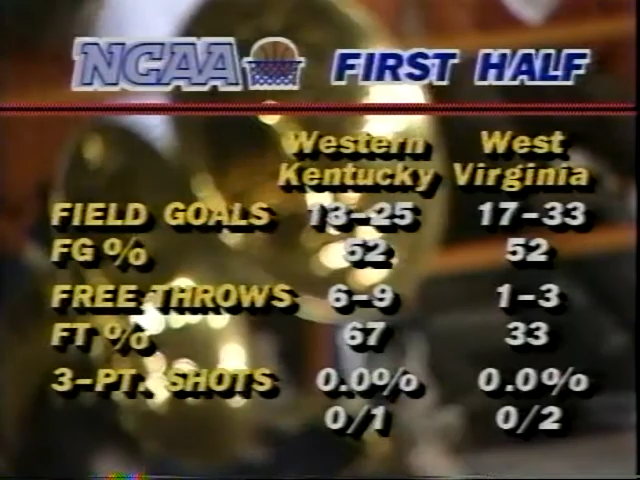 NCAA FIRST HALF
Western West
Kentucky Virginia
FIELD GOALS 13-25 17-33
FG % 52 52
FREE THROWS 6-9 1-3
FT % 67 33
3-PT. SHOTS 0.0% 0.0%
0/1 0/2